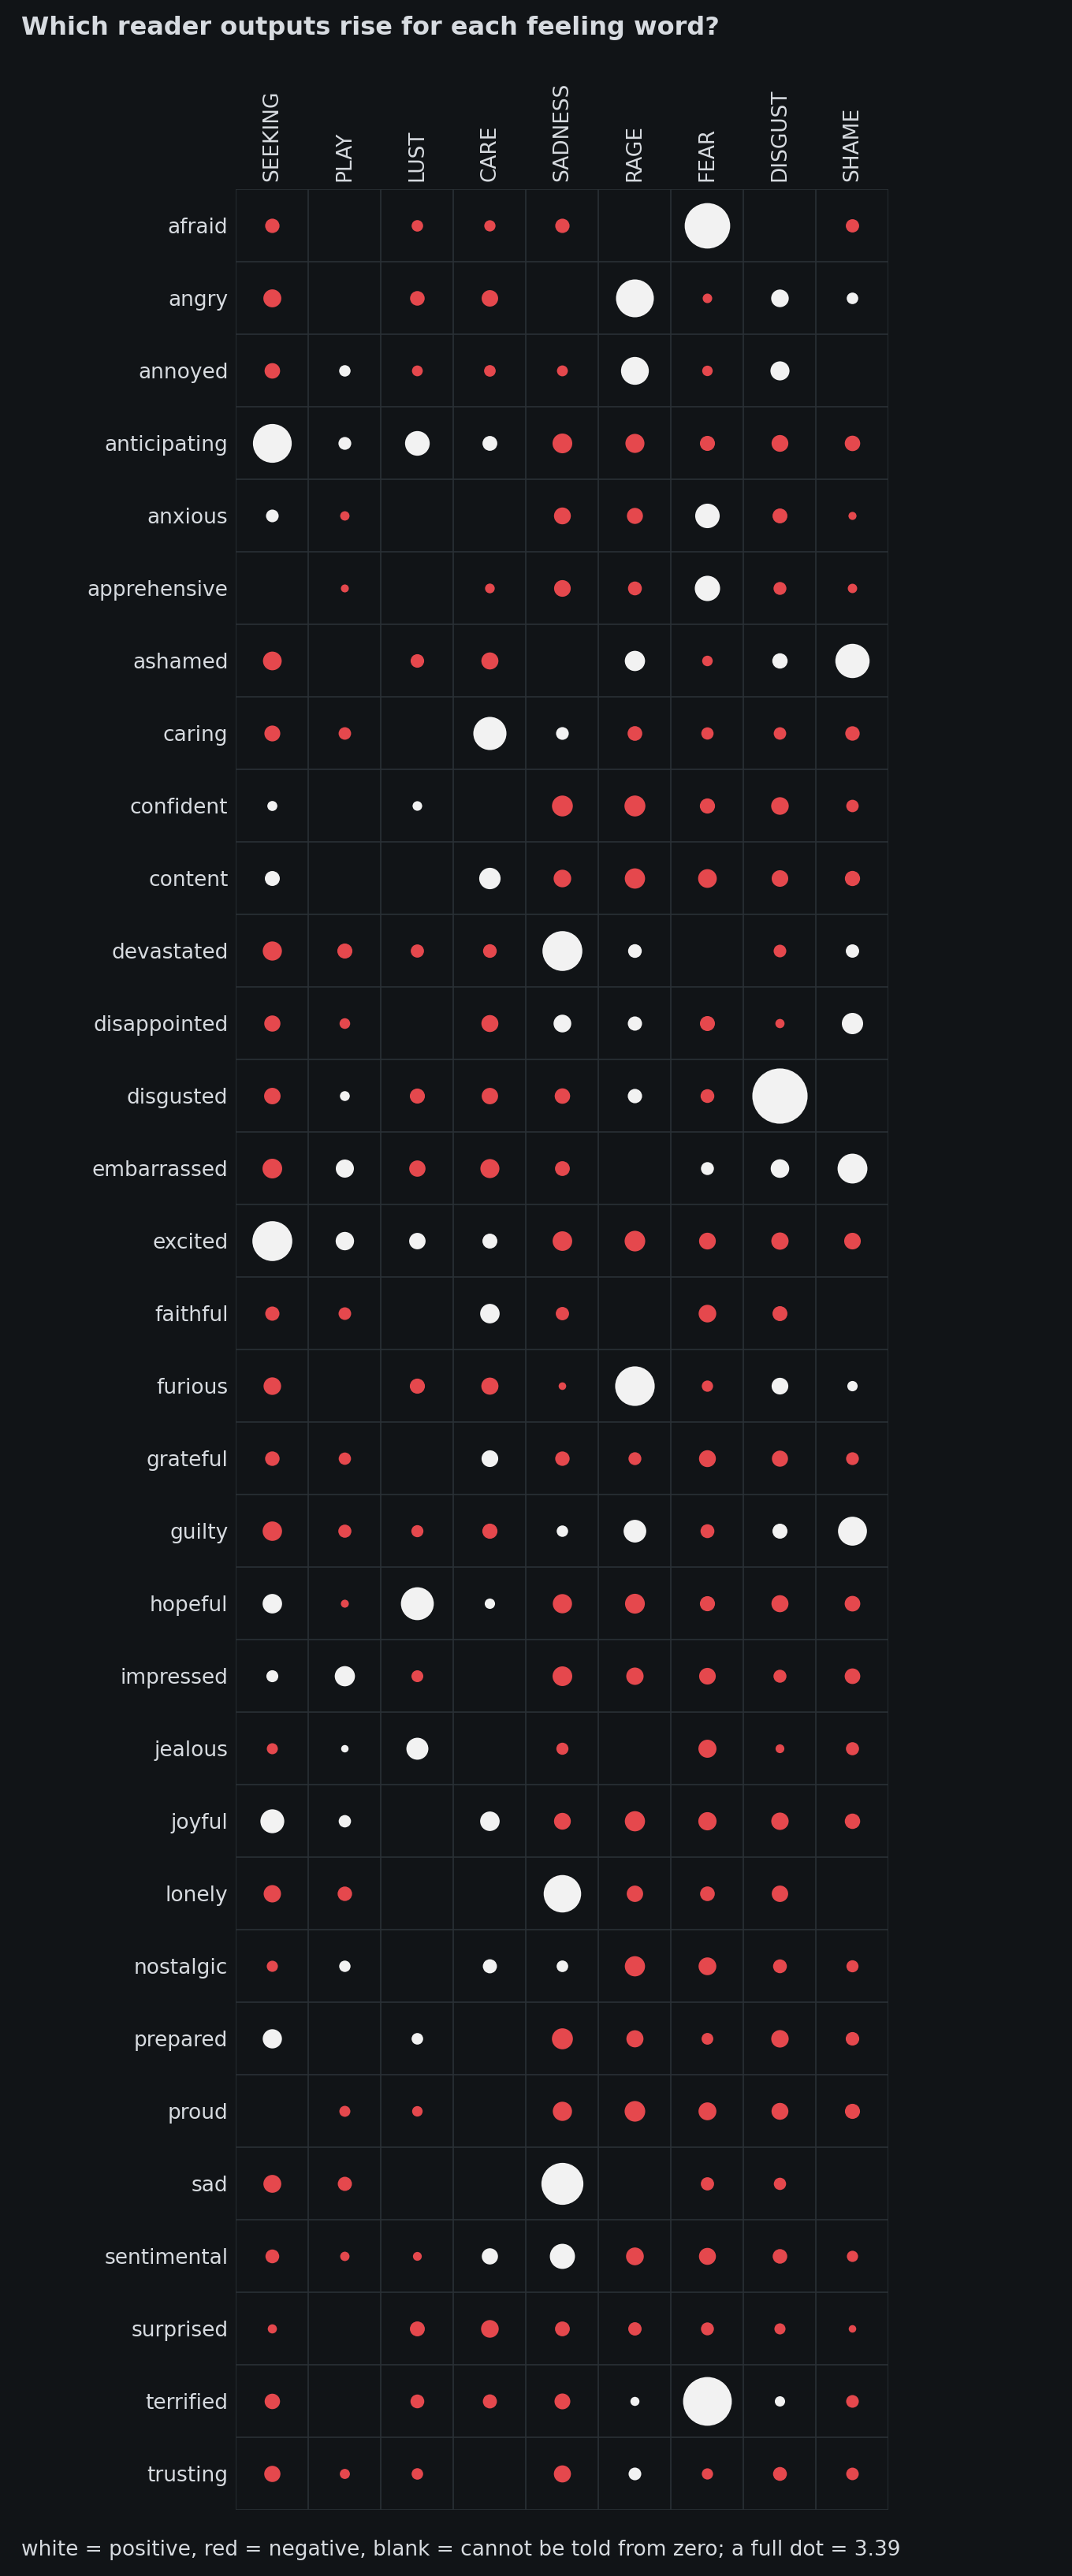 Which reader outputs rise for each feeling word?
SEEKING
PLAY
LUST
CARE
SADNESS
RAGE
FEAR
DISGUST
SHAME
afraid
angry
annoyed
anticipating
anxious
apprehensive
ashamed
caring
confident
content
devastated
disappointed
disgusted
embarrassed
excited
faithful
furious
grateful
guilty
hopeful
impressed
jealous
joyful
lonely
nostalgic
prepared
proud
sad
sentimental
surprised
terrified
trusting
white = positive, red = negative, blank = cannot be told from zero; a full dot = 3.39